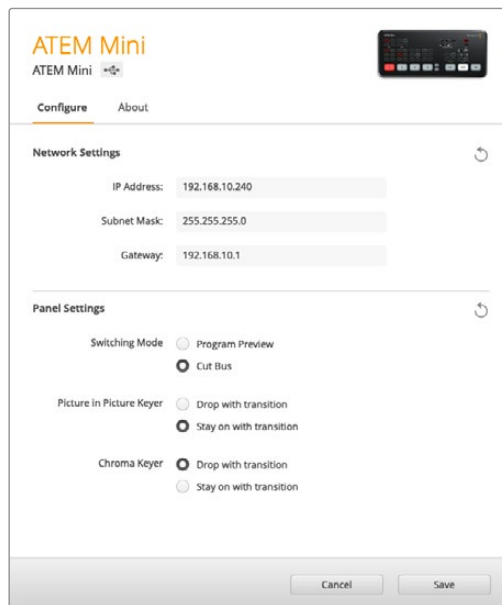 ATEM Mini
ATEM Mini
Configure About
Network Settings
IP Address: 192.168.10.240
Subnet Mask: 255.255.255.0
Gateway: 192.168.10.1
Panel Settings
Switching Mode Program Preview
Cut Bus
Picture in Picture Keyer Drop with transition
Stay on with transition
Chroma Keyer Drop with transition
Stay on with transition
Cancel Save